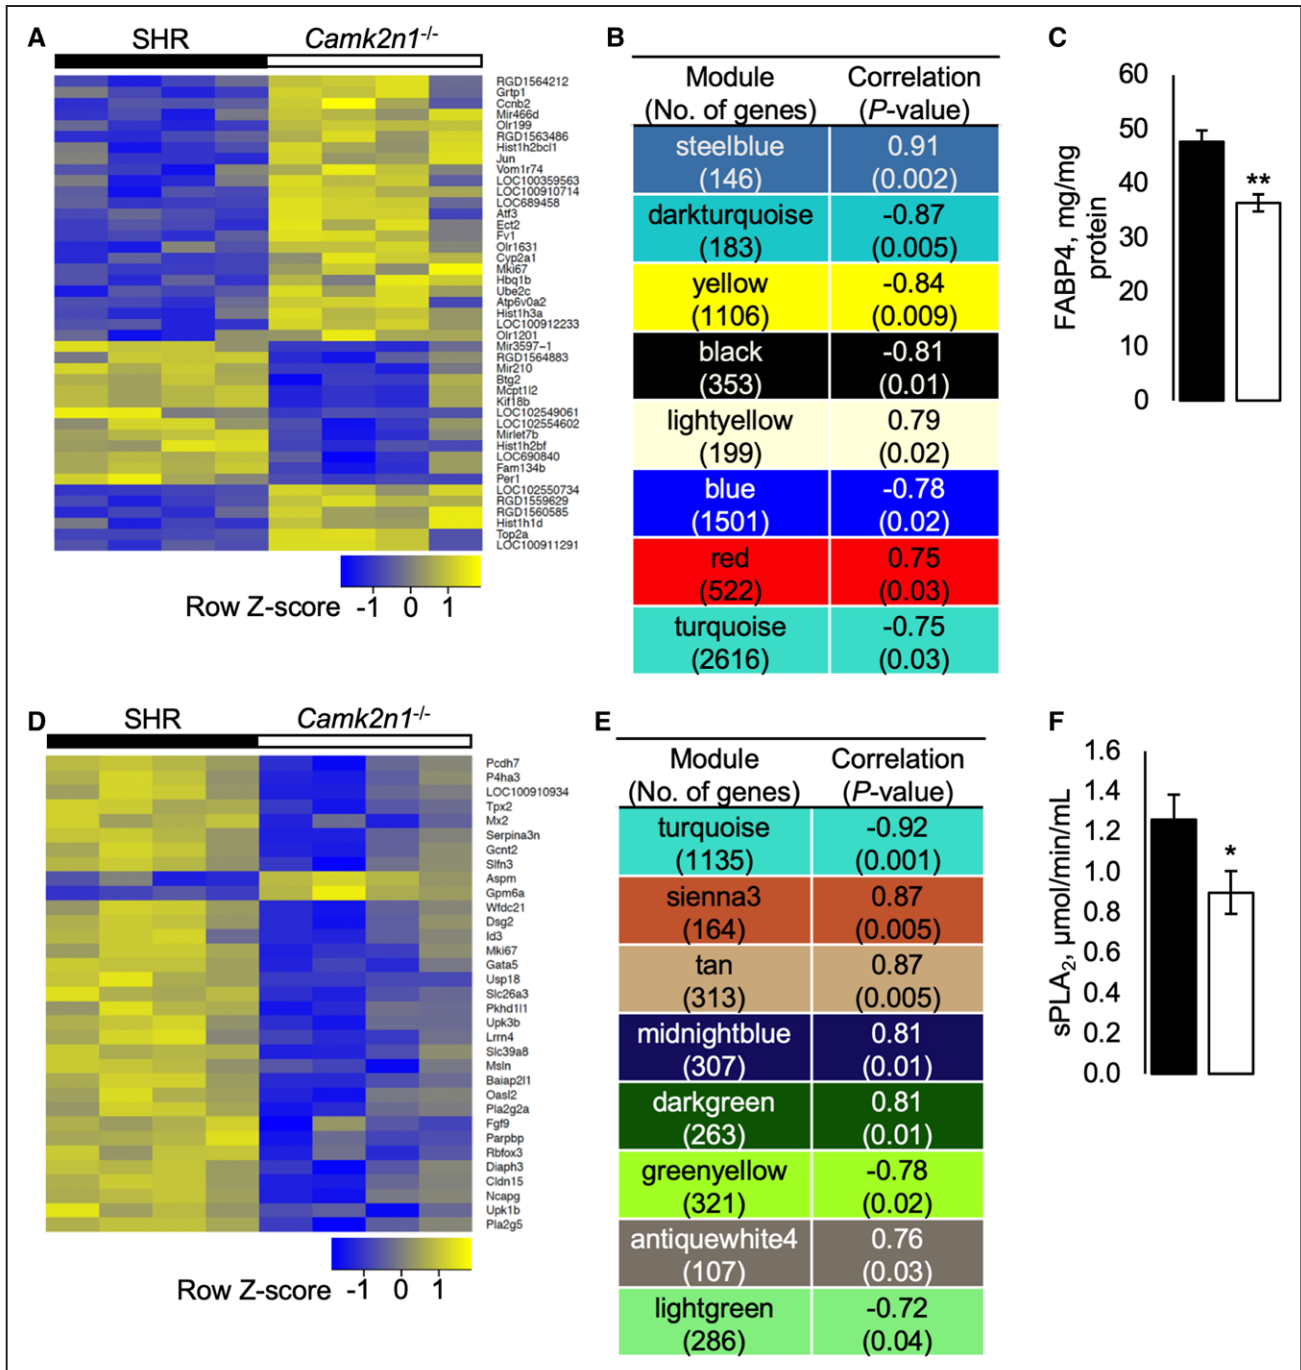 A
SHR
Camk2n1-/-
RGD1564212
Grtp1
Ccnb2
Mir466d
Olr199
RGD1563486
Hist1h2bcl1
Jun
Vom1r74
LOC100359563
LOC100910714
LOC689458
Atf3
Ect2
Fv1
Olr1631
Cyp2a1
Mki67
Hbq1b
Ube2c
Atp6v0a2
Hist1h3a
LOC100912233
Olr1201
Mir3597-1
RGD1564883
Mir210
Btg2
Mcpt1l2
Kif18b
LOC102549061
LOC102554602
Mirlet7b
Hist1h2bf
LOC690840
Fam134b
Per1
LOC102550734
RGD1559629
RGD1560585
Hist1h1d
Top2a
LOC100911291
Row Z-score -1 0 1
B
Module Correlation
(No. of genes) (P-value)
steelblue 0.91
(146) (0.002)
darkturquoise -0.87
(183) (0.005)
yellow -0.84
(1106) (0.009)
black -0.81
(353) (0.01)
lightyellow 0.79
(199) (0.02)
blue -0.78
(1501) (0.02)
red 0.75
(522) (0.03)
turquoise -0.75
(2616) (0.03)
C
FABP4, mg/mg
protein
60
50
40
30
20
10
0
**
D
SHR
Camk2n1-/-
Pcdh7
P4ha3
LOC100910934
Tpx2
Mx2
Serpina3n
Gcnt2
Slfn3
Aspm
Gpm6a
Wfdc21
Dsg2
Id3
Mki67
Gata5
Usp18
Slc26a3
Pkhd1l1
Upk3b
Lrrn4
Slc39a8
Msln
Baiap2l1
Oasl2
Pla2g2a
Fgf9
Parpbp
Rbfox3
Diaph3
Cldn15
Ncapg
Upk1b
Pla2g5
Row Z-score -1 0 1
E
Module Correlation
(No. of genes) (P-value)
turquoise -0.92
(1135) (0.001)
sienna3 0.87
(164) (0.005)
tan 0.87
(313) (0.005)
midnightblue 0.81
(307) (0.01)
darkgreen 0.81
(263) (0.01)
greenyellow -0.78
(321) (0.02)
antiquewhite4 0.76
(107) (0.03)
lightgreen -0.72
(286) (0.04)
F
sPLA2, µmol/min/mL
1.6
1.4
1.2
1.0
0.8
0.6
0.4
0.2
0.0
*